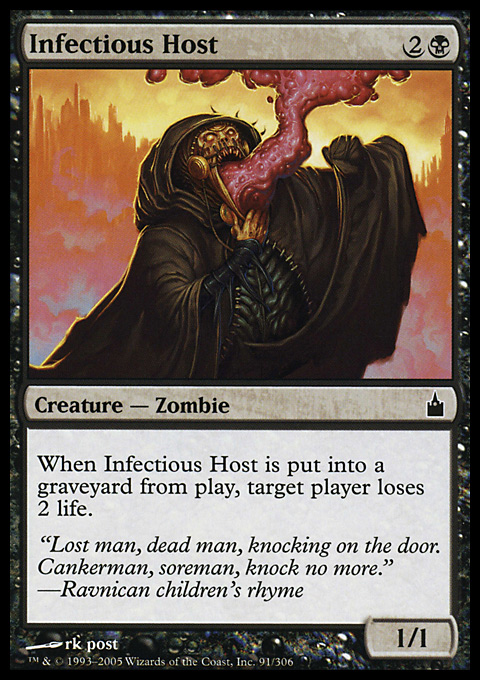 Infectious Host 2
Creature — Zombie
When Infectious Host is put into a
graveyard from play, target player loses
2 life.
“Lost man, dead man, knocking on the door.
Cankerman, soreman, knock no more.”
—Ravnican children’s rhyme
rk post
1/1
™ & © 1993–2005 Wizards of the Coast, Inc. 91/306